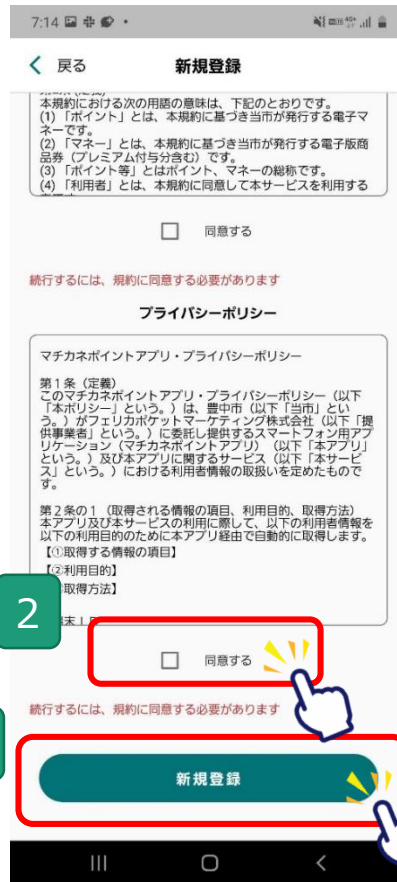 7:14
戻る
新規登録
本規約における次の用語の意味は、下記のとおりです。
(1) 「ポイント」とは、本規約に基づき当市が発行する電子マ
ネーです。
(2) 「マネー」とは、本規約に基づき当市が発行する電子版商
品券（プレミアム付与分含む）です。
(3) 「ポイント等」とはポイント、マネーの総称です。
(4) 「利用者」とは、本規約に同意して本サービスを利用する
同意する
続行するには、規約に同意する必要があります
プライバシーポリシー
マチカネポイントアプリ・プライバシーポリシー
第1条（定義）
このマチカネポイントアプリ・プライバシーポリシー（以下
「本ポリシー」という。）は、豊中市（以下「当市」とい
う。）がフェリカポケットマーケティング株式会社（以下「提
供事業者」という。）に委託し提供するスマートフォン用アプ
リケーション（マチカネポイントアプリ）（以下「本アプリ」
という。）及び本アプリに関するサービス（以下「本サービ
ス」という。）における利用者情報の取扱いを定めたもので
す。
第2条の1（取得される情報の項目、利用目的、取得方法）
本アプリ及び本サービスの利用に際して、以下の利用者情報を
以下の利用目的のために本アプリ経由で自動的に取得します。
【①取得する情報の項目】
【②利用目的】
取得方法】
2
同意する
続行するには、規約に同意する必要があります
新規登録